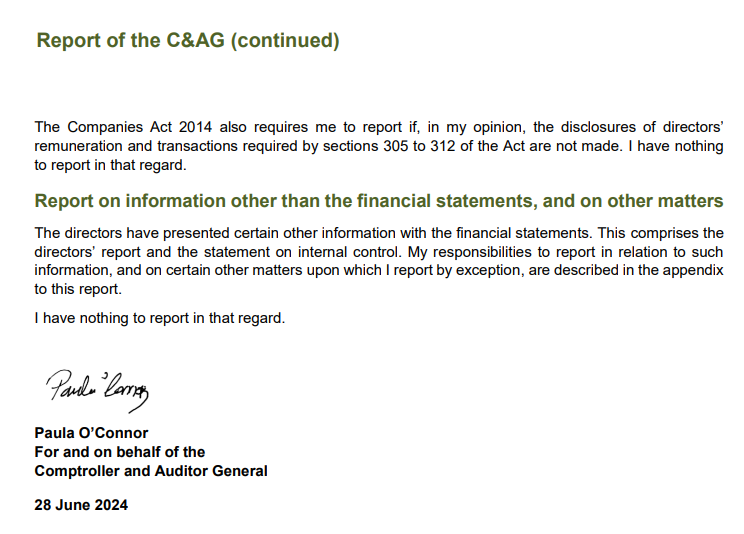 Report of the C&AG (continued)
The Companies Act 2014 also requires me to report if, in my opinion, the disclosures of directors’
remuneration and transactions required by sections 305 to 312 of the Act are not made. I have nothing
to report in that regard.
Report on information other than the financial statements, and on other matters
The directors have presented certain other information with the financial statements. This comprises the
directors’ report and the statement on internal control. My responsibilities to report in relation to such
information, and on certain other matters upon which I report by exception, are described in the appendix
to this report.
I have nothing to report in that regard.
Paula O’Connor
For and on behalf of the
Comptroller and Auditor General
28 June 2024